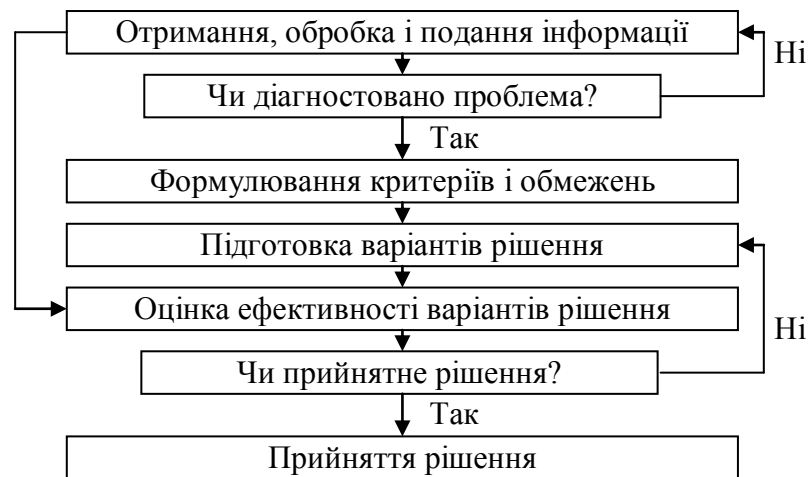 Отримання, обробка і подання інформації
Ні
Чи діагностовано проблема?
Так
Формулювання критеріїв і обмежень
Підготовка варіантів рішення
Оцінка ефективності варіантів рішення
Ні
Чи прийнятне рішення?
Так
Прийняття рішення